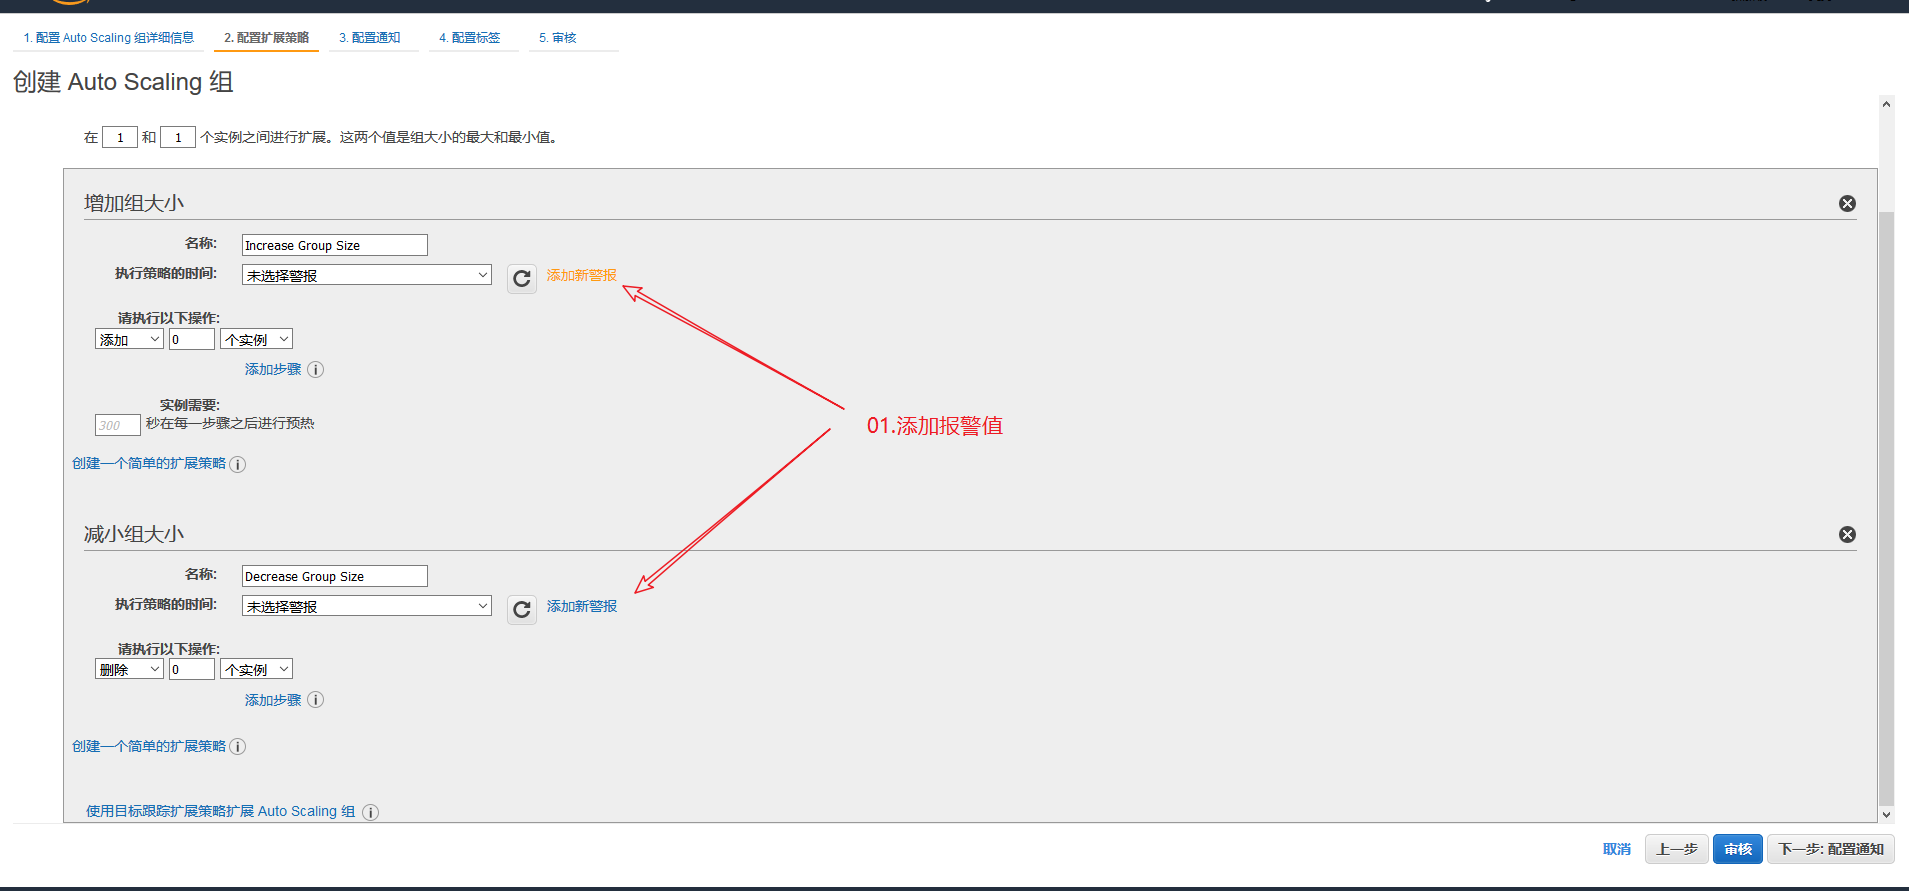 1. 配置 Auto Scaling 组详细信息 2. 配置扩展策略 3. 配置通知 4. 配置标签 5. 审核
创建 Auto Scaling 组
在 1 和 1 个实例之间进行扩展。这两个值是组大小的最大和最小值。
增加组大小
名称: Increase Group Size
执行策略的时间: 未选择警报 添加新警报
请执行以下操作:
添加 0 个实例
添加步骤 i
实例需要:
300 秒在每一步骤之后进行预热
创建一个简单的扩展策略 i
01.添加报警值
减小组大小
名称: Decrease Group Size
执行策略的时间: 未选择警报 添加新警报
请执行以下操作:
删除 0 个实例
添加步骤 i
创建一个简单的扩展策略 i
使用目标跟踪扩展策略扩展 Auto Scaling 组 i
取消 上一步 审核 下一步: 配置通知